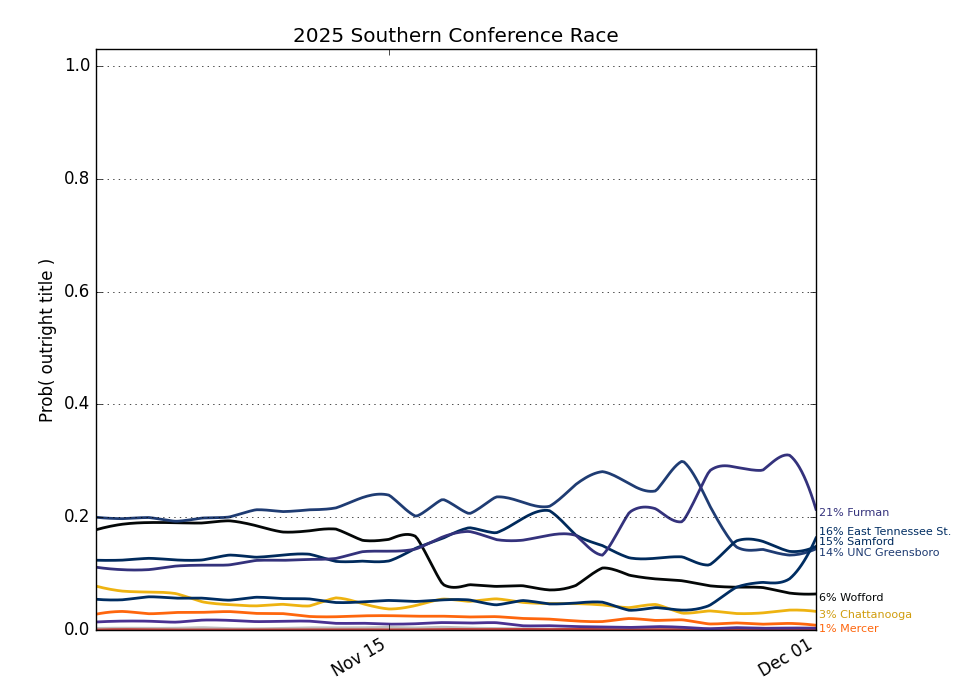 2025 Southern Conference Race
Prob( outright title )
1.0
0.8
0.6
0.4
0.2
0.0
Nov 15
Dec 01
21% Furman
16% East Tennessee St.
15% Samford
14% UNC Greensboro
6% Wofford
3% Chattanooga
1% Mercer